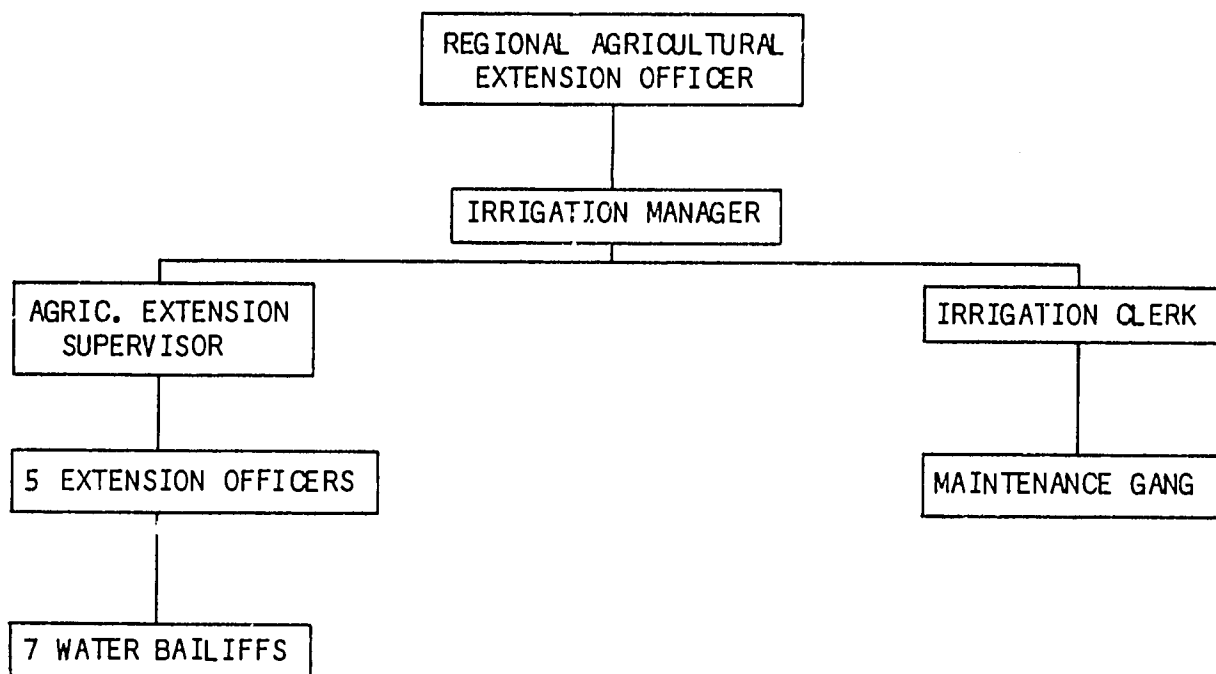 REGIONAL AGRICULTURAL
EXTENSION OFFICER
IRRIGATION MANAGER
AGRIC. EXTENSION
SUPERVISOR
IRRIGATION CLERK
5 EXTENSION OFFICERS
MAINTENANCE GANG
7 WATER BAILIFFS